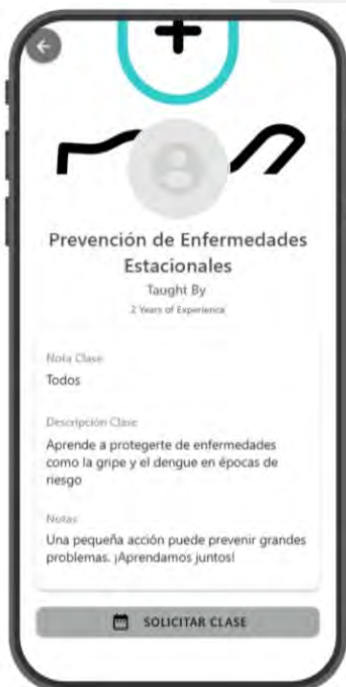 Prevención de Enfermedades
Estacionales
Taught By
2 Years of Experience
Nota Clase
Todos
Descripción Clase
Aprende a protegerte de enfermedades
como la gripe y el dengue en épocas de
riesgo
Notas
Una pequeña acción puede prevenir grandes
problemas. ¡Aprendamos juntos!
SOLICITAR CLASE